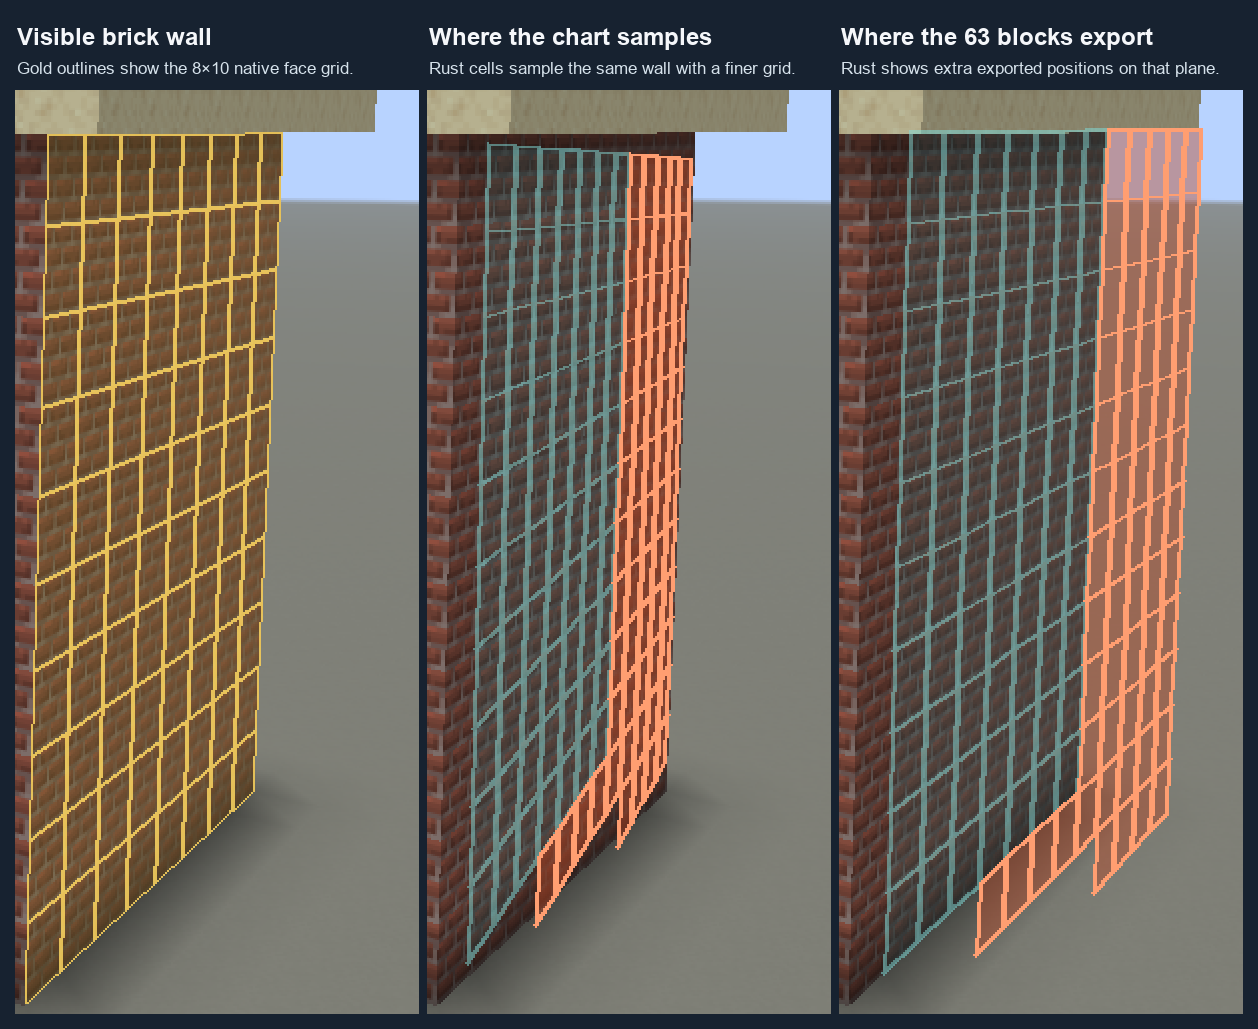 Visible brick wall
Gold outlines show the 8×10 native face grid.
Where the chart samples
Rust cells sample the same wall with a finer grid.
Where the 63 blocks export
Rust shows extra exported positions on that plane.